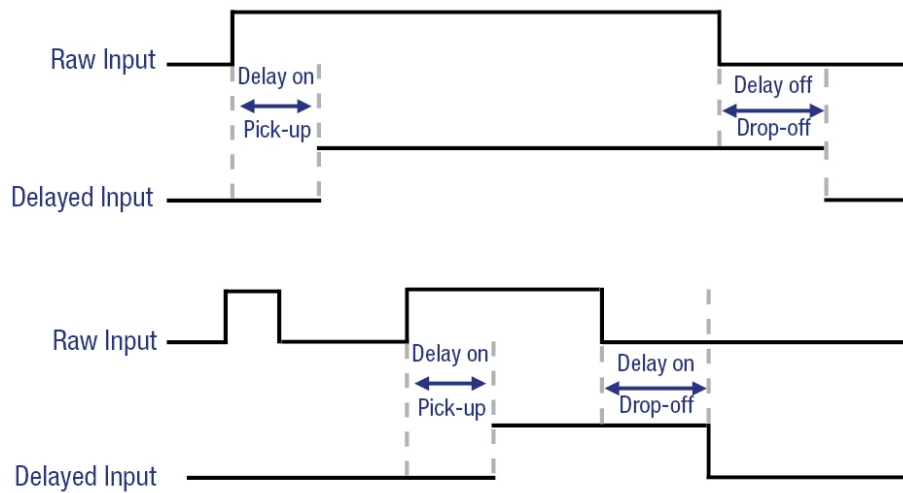 Raw Input
Delay on
Pick-up
Delay off
Drop-off
Delayed Input
Raw Input
Delay on
Pick-up
Delay on
Drop-off
Delayed Input